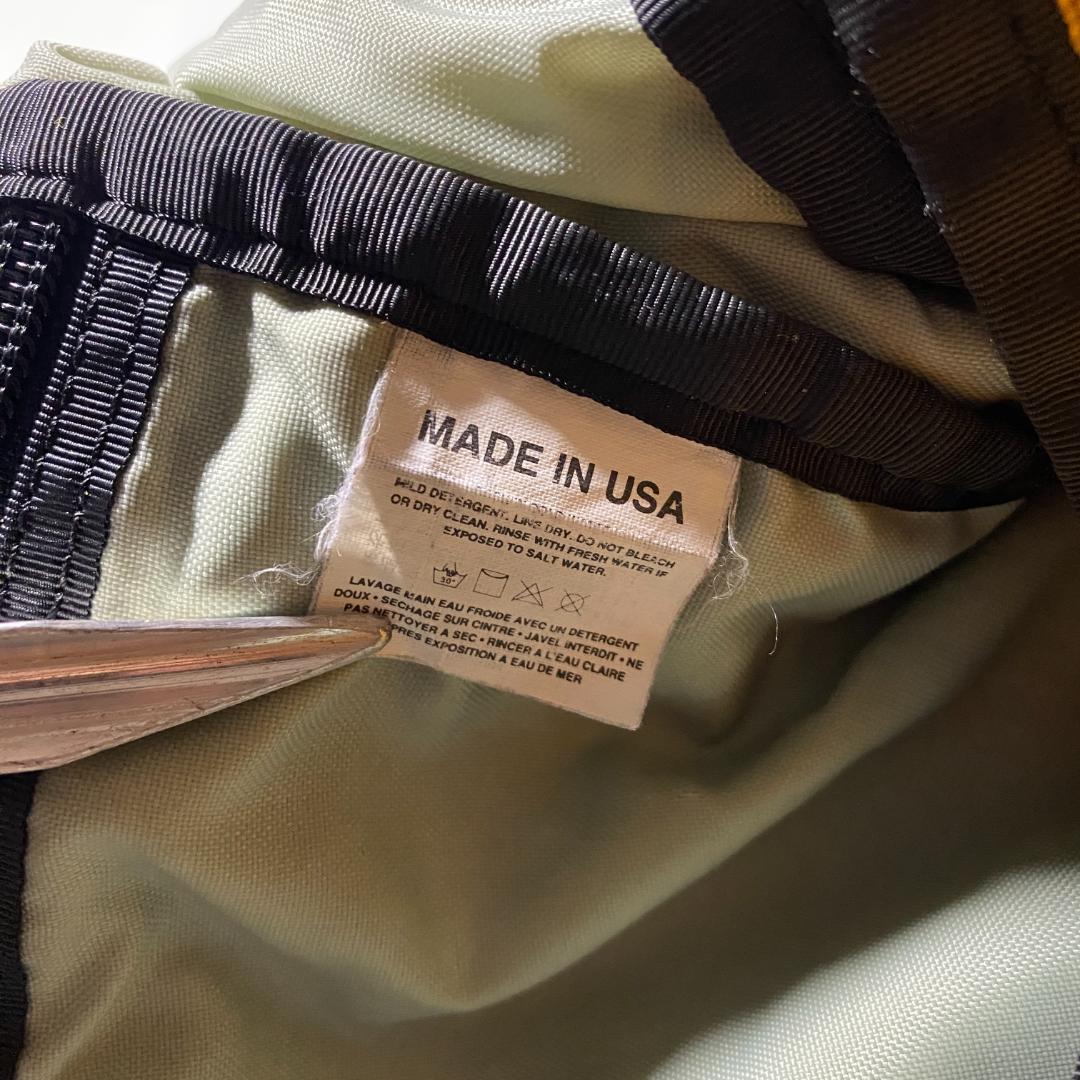 MADE IN USA
MILD DETERGENT. LINE DRY. DO NOT BLEACH
OR DRY CLEAN. RINSE WITH FRESH WATER IF
EXPOSED TO SALT WATER.
30°
LAVAGE MAIN EAU FROIDE AVEC UN DETERGENT
DOUX • SECHAGE SUR CINTRE • JAVEL INTERDIT • NE
PAS NETTOYER A SEC • RINCER A L'EAU CLAIRE
APRES EXPOSITION A EAU DE MER